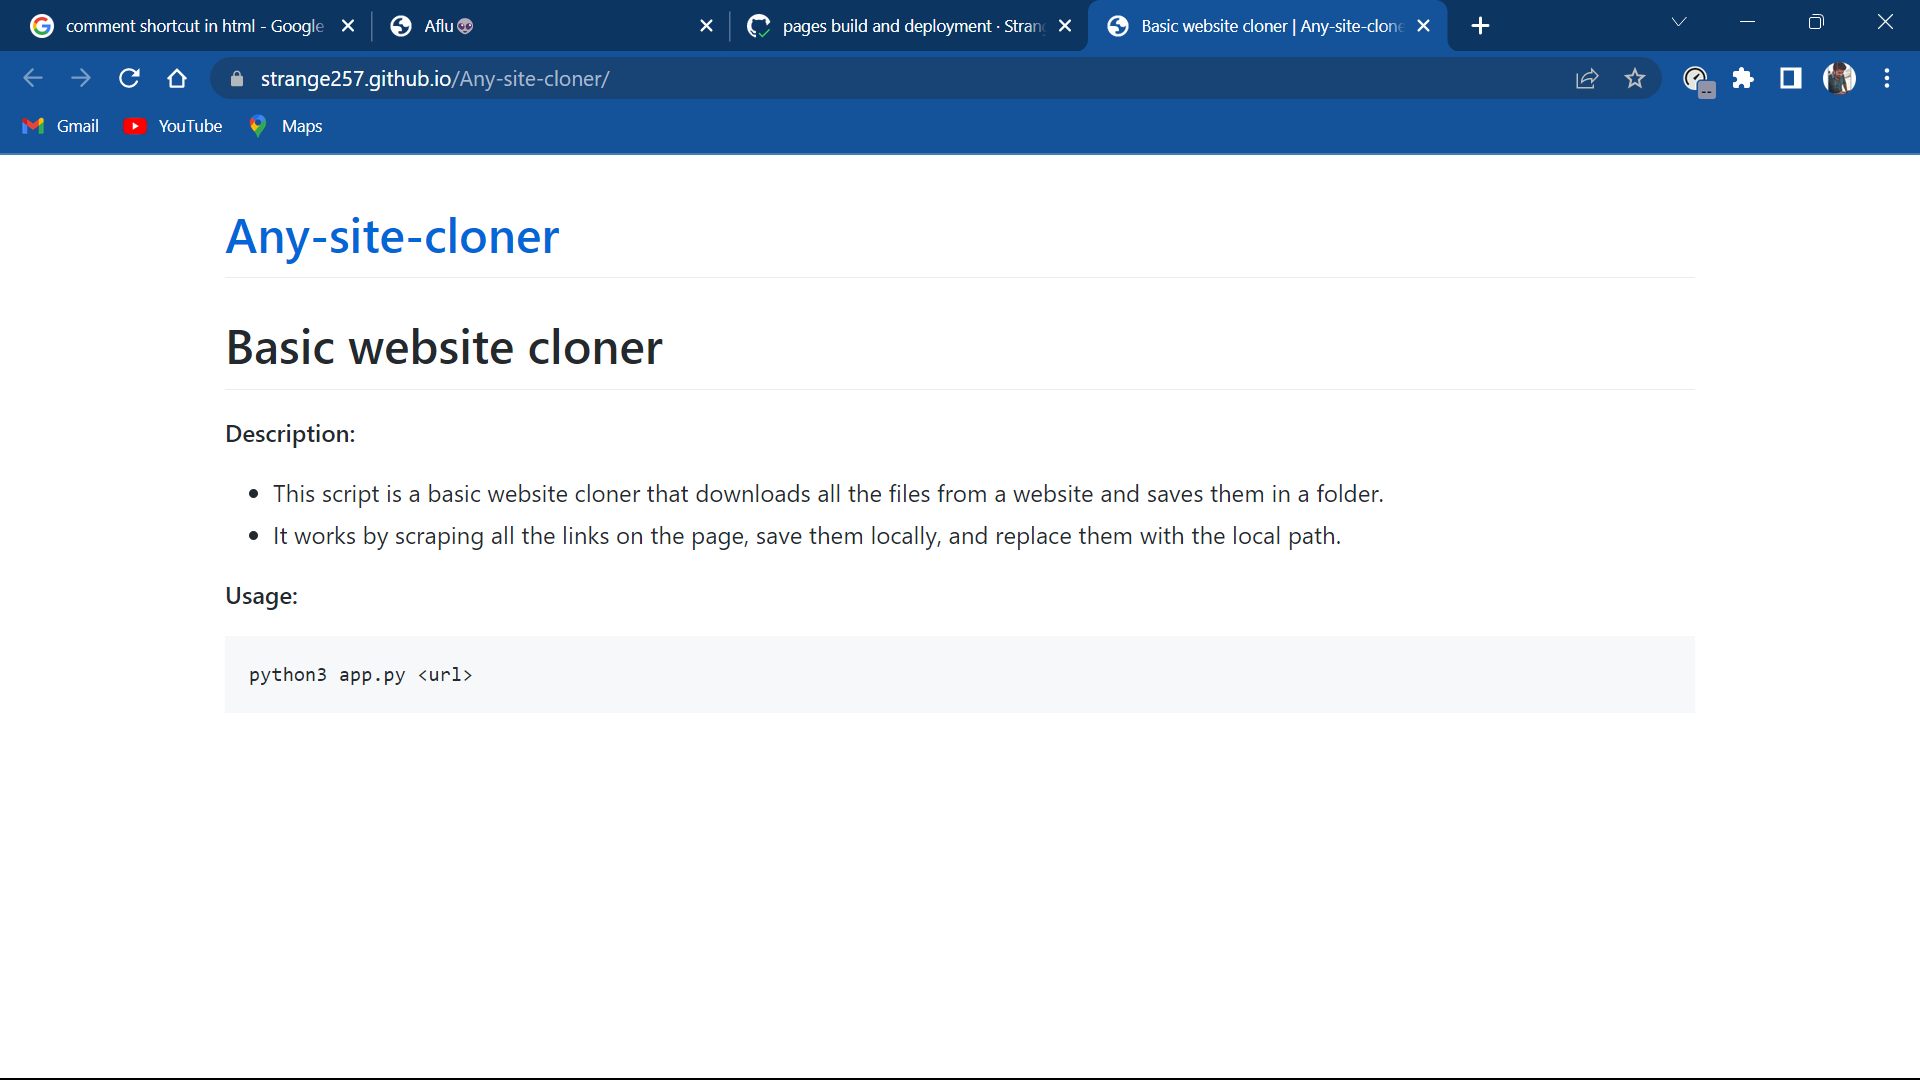 comment shortcut in html - Google
Aflu👽
pages build and deployment · Stran
Basic website cloner | Any-site-clone
strange257.github.io/Any-site-cloner/
Gmail
YouTube
Maps
Any-site-cloner
Basic website cloner
Description:
• This script is a basic website cloner that downloads all the files from a website and saves them in a folder.
• It works by scraping all the links on the page, save them locally, and replace them with the local path.
Usage:
python3 app.py <url>